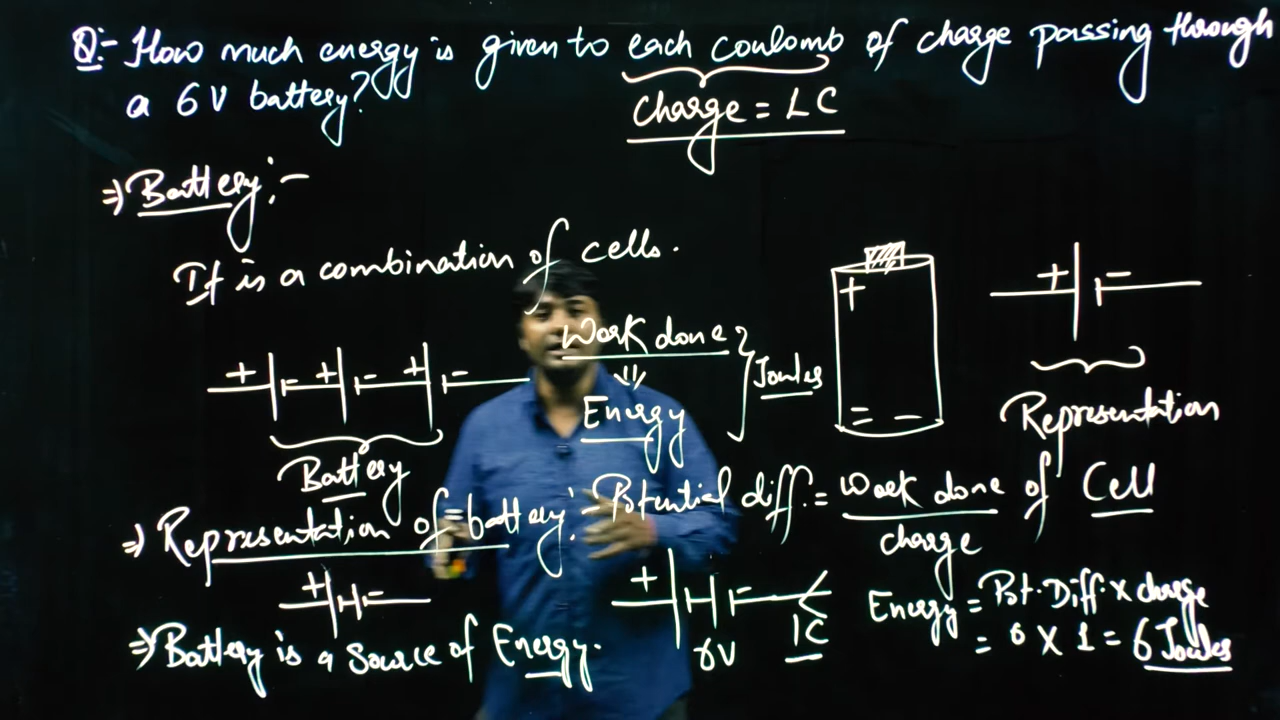 Q:- How much energy is given to each coulomb of charge passing through
a 6 V battery?
Charge = 1 C
⇒ Battery :-
It is a combination of cells.
+ - + - + -
Battery
Work done
Energy
Joules
+
-
+ -
Representation
of Cell
⇒ Representation of battery :-
Potential diff. = Work done
charge
+ -
+ -
6V
1C
Energy = Pot. Diff. x charge
= 6 x 1 = 6 Joules
⇒ Battery is a Source of Energy.